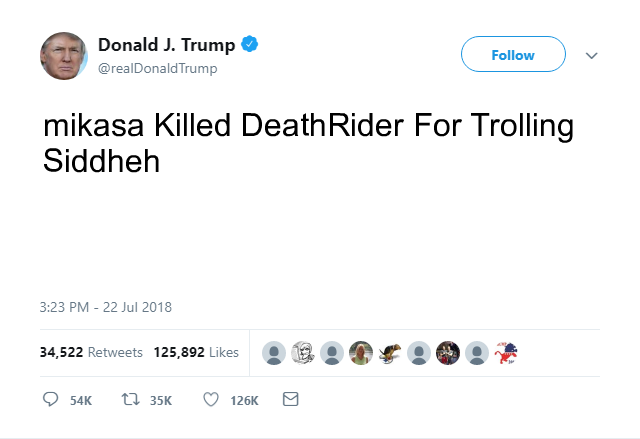 Donald J. Trump
@realDonaldTrump
Follow
mikasa Killed DeathRider For Trolling
Siddheh
3:23 PM - 22 Jul 2018
34,522 Retweets 125,892 Likes
54K 35K 126K